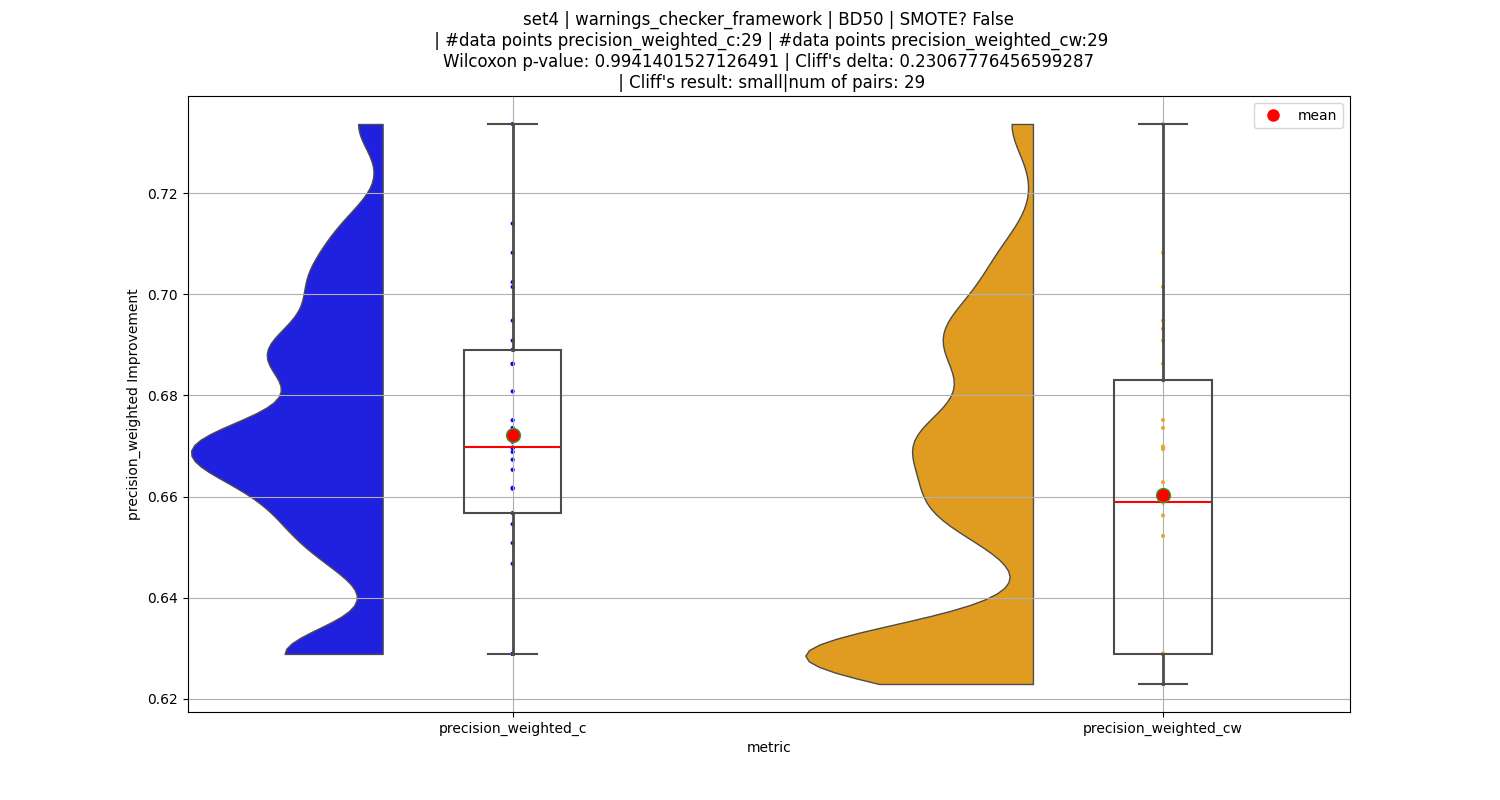 set4 | warnings_checker_framework | BD50 | SMOTE? False
| #data points precision_weighted_c:29 | #data points precision_weighted_cw:29
Wilcoxon p-value: 0.9941401527126491 | Cliff's delta: 0.23067776456599287
| Cliff's result: small|num of pairs: 29
mean
0.72
0.70
0.68
0.66
0.64
0.62
precision_weighted Improvement
precision_weighted_c
precision_weighted_cw
metric